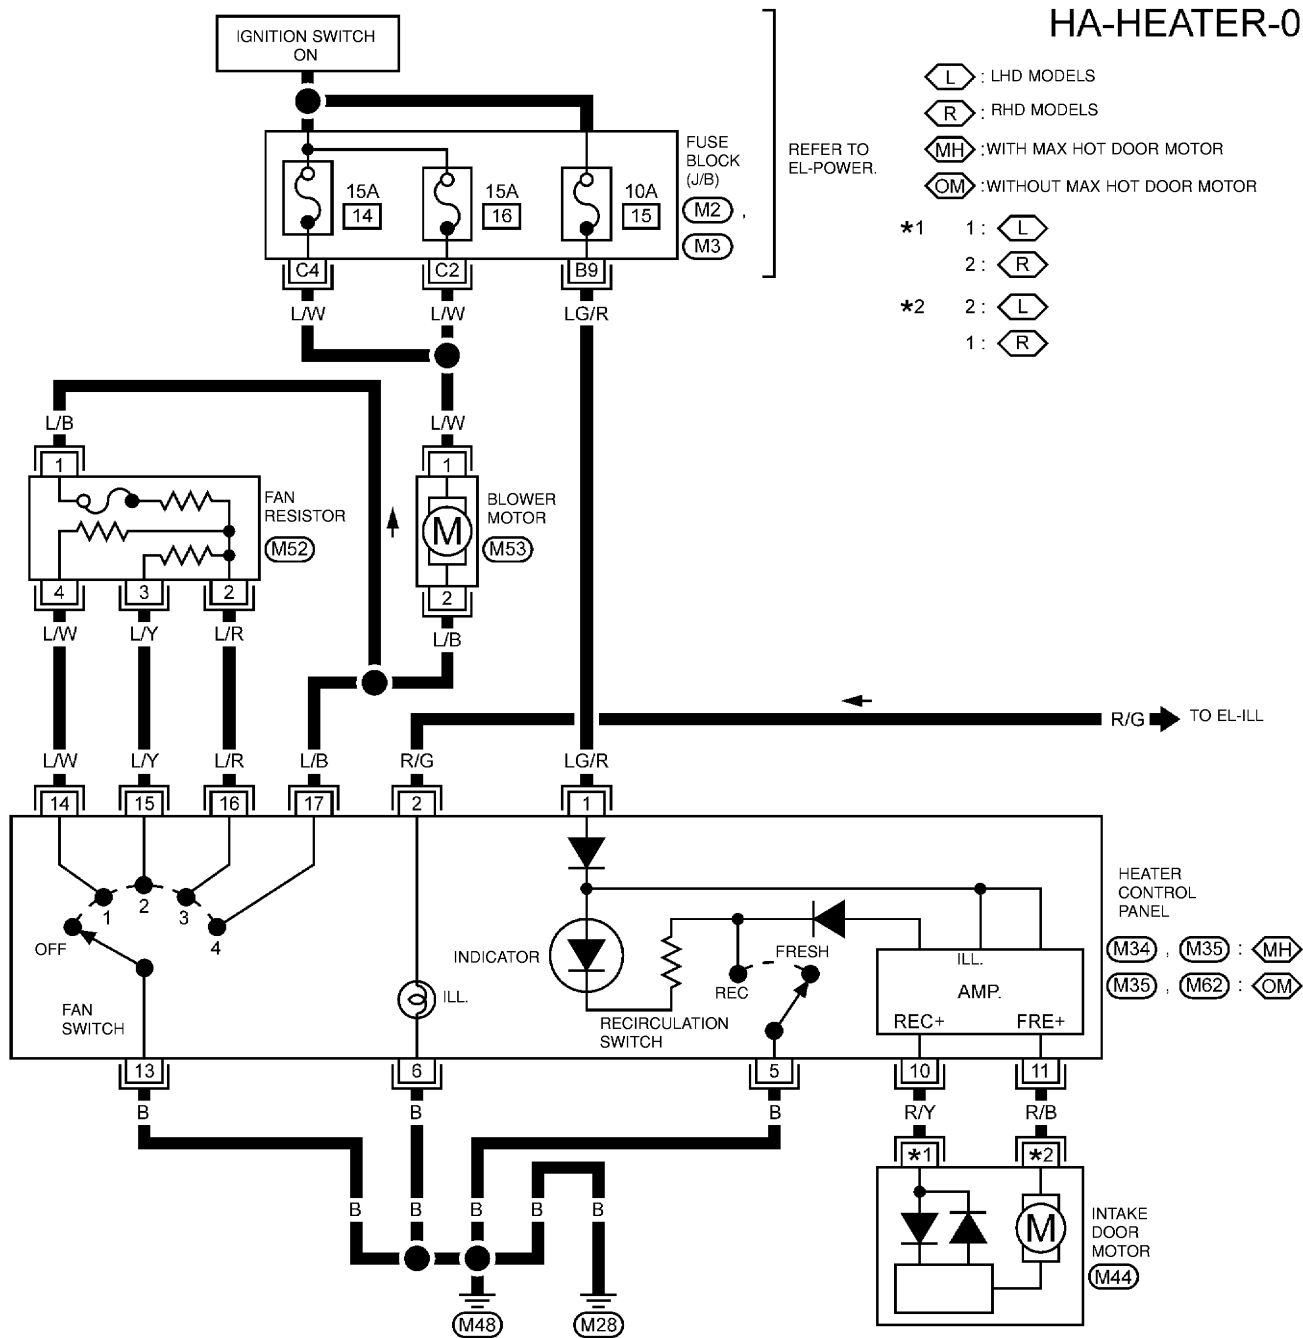 HA-HEATER-0
IGNITION SWITCH
ON
L : LHD MODELS
R : RHD MODELS
MH : WITH MAX HOT DOOR MOTOR
OM : WITHOUT MAX HOT DOOR MOTOR
*1 1 : L
2 : R
*2 2 : L
1 : R
REFER TO
EL-POWER.
FUSE
BLOCK
(J/B)
M2 ,
M3
15A
14
15A
16
10A
15
C4 C2 B9
L/W L/W LG/R
L/B L/W
1 1
FAN
RESISTOR
M52
M
BLOWER
MOTOR
M53
4 3 2 2
L/W L/Y L/R L/B
R/G TO EL-ILL
L/W L/Y L/R L/B R/G LG/R
14 15 16 17 2 1
HEATER
CONTROL
PANEL
M34 , M35 : MH
M35 , M62 : OM
OFF 1 2 3 4
FAN
SWITCH
ILL.
INDICATOR
REC
FRESH
RECIRCULATION
SWITCH
ILL.
AMP.
REC+ FRE+
13 6 5 10 11
B B B R/Y R/B
*1 *2
B B B B B
M
INTAKE
DOOR
MOTOR
M44
M48 M28